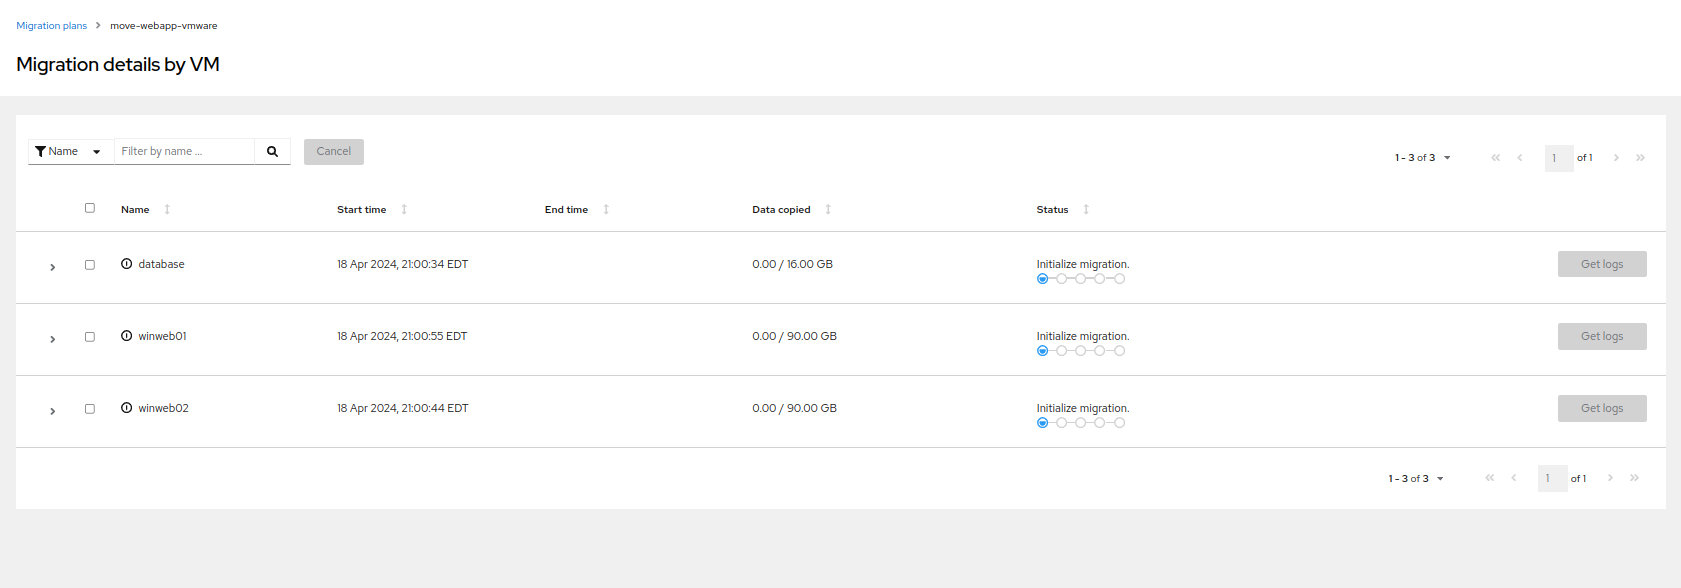 Migration plans > move-webapp-vmware
Migration details by VM
Name Filter by name ... Cancel 1 - 3 of 3 1 of 1
Name Start time End time Data copied Status
database 18 Apr 2024, 21:00:34 EDT 0.00 / 16.00 GB Initialize migration. Get logs
winweb01 18 Apr 2024, 21:00:55 EDT 0.00 / 90.00 GB Initialize migration. Get logs
winweb02 18 Apr 2024, 21:00:44 EDT 0.00 / 90.00 GB Initialize migration. Get logs
1 - 3 of 3 1 of 1